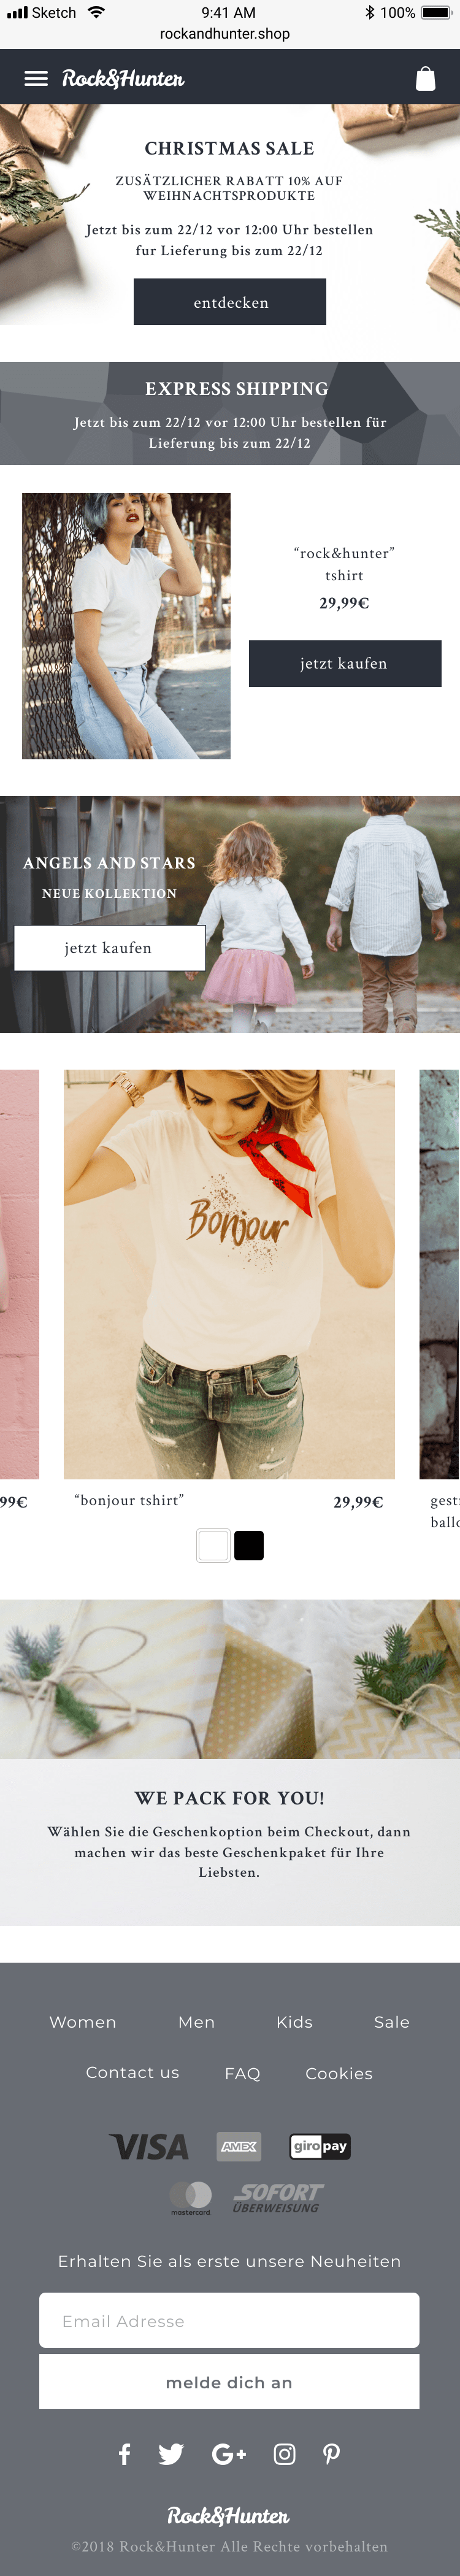 Sketch 9:41 AM 100%
rockandhunter.shop
Rock&Hunter
CHRISTMAS SALE
ZUSÄTZLICHER RABATT 10% AUF
WEIHNACHTSPRODUKTE
Jetzt bis zum 22/12 vor 12:00 Uhr bestellen
fur Lieferung bis zum 22/12
entdecken
EXPRESS SHIPPING
Jetzt bis zum 22/12 vor 12:00 Uhr bestellen für
Lieferung bis zum 22/12
“rock&hunter”
tshirt
29,99€
jetzt kaufen
ANGELS AND STARS
NEUE KOLLEKTION
jetzt kaufen
Bonjour
99€ “bonjour tshirt” 29,99€
WE PACK FOR YOU!
Wählen Sie die Geschenkoption beim Checkout, dann
machen wir das beste Geschenkpaket für Ihre
Liebsten.
Women Men Kids Sale
Contact us FAQ Cookies
VISA AMEX giropay
mastercard SOFORT
ÜBERWEISUNG
Erhalten Sie als erste unsere Neuheiten
Email Adresse
melde dich an
f G+
Rock&Hunter
©2018 Rock&Hunter Alle Rechte vorbehalten